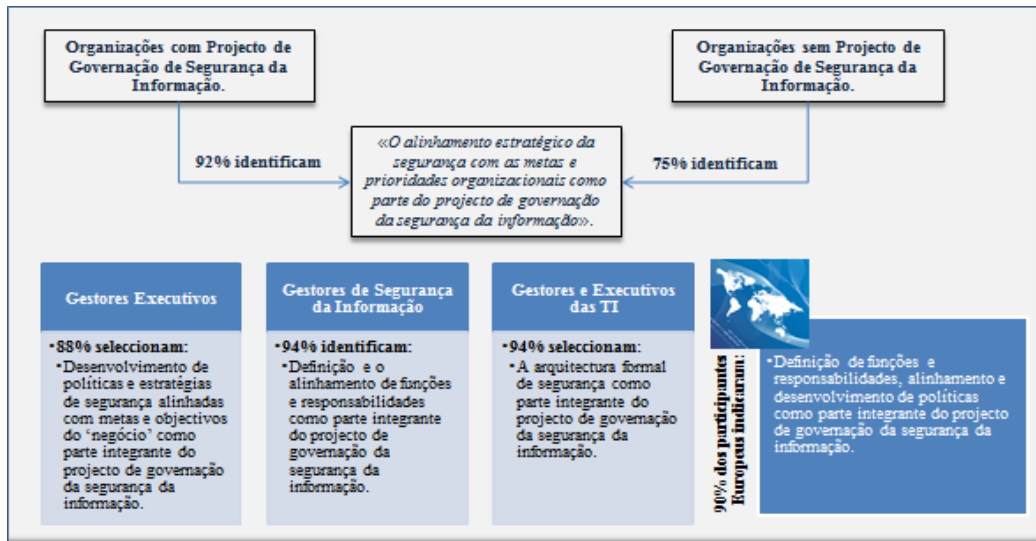 Organizações com Projecto de
Governação de Segurança da
Informação.
Organizações sem Projecto de
Governação de Segurança da
Informação.
92% identificam
«O alinhamento estratégico da
segurança com as metas e
prioridades organizacionais como
parte do projecto de governação
da segurança da informação».
75% identificam
Gestores Executivos
•88% seleccionam:
•Desenvolvimento de
políticas e estratégias
de segurança alinhadas
com metas e objectivos
do ‘negócio’ como
parte integrante do
projecto de governação
da segurança da
informação.
Gestores de Segurança
da Informação
•94% identificam:
•Definição e o
alinhamento de funções
e responsabilidades
como parte integrante
do projecto de
governação da
segurança da
informação.
Gestores e Executivos
das TI
•94% seleccionam:
•A arquitectura formal
de segurança como
parte integrante do
projecto de governação
da segurança da
informação.
90% dos participantes
Europeus indicaram:
•Definição de funções e
responsabilidades, alinhamento e
desenvolvimento de políticas
como parte integrante do projecto
de governação da segurança da
informação.